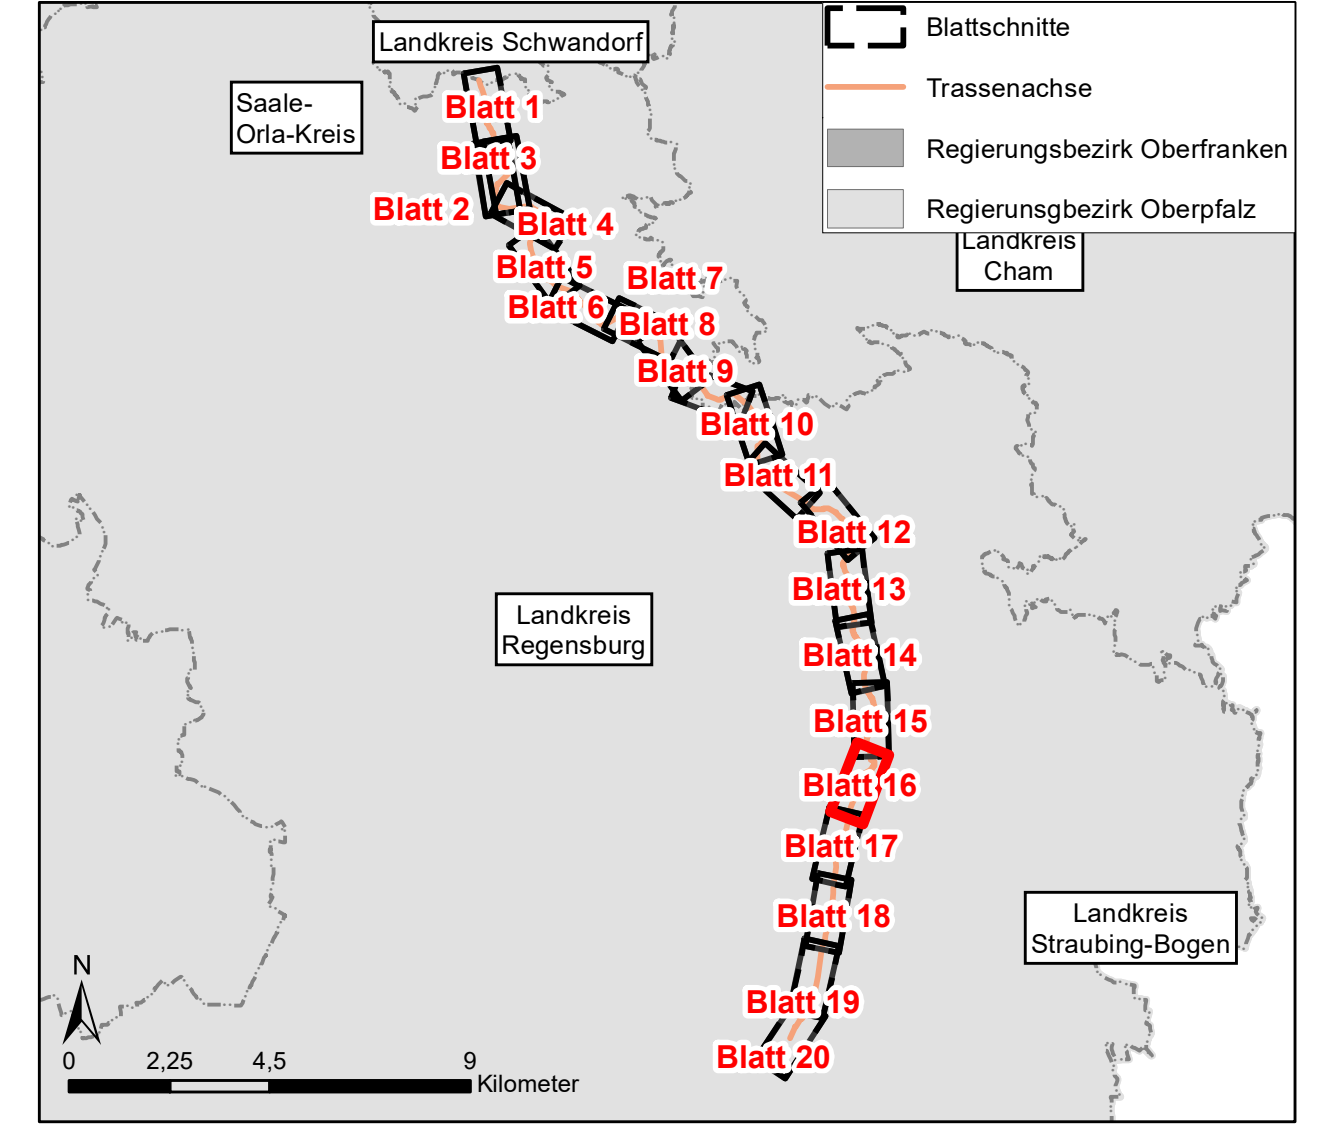 Landkreis Schwandorf
Saale-
Orla-Kreis
Blattschnitte
Trassenachse
Regierungsbezirk Oberfranken
Regierunsgbezirk Oberpfalz
Landkreis
Cham
Blatt 1
Blatt 3
Blatt 2
Blatt 4
Blatt 5
Blatt 7
Blatt 6
Blatt 8
Blatt 9
Blatt 10
Blatt 11
Blatt 12
Blatt 13
Landkreis
Regensburg
Blatt 14
Blatt 15
Blatt 16
Blatt 17
Blatt 18
Landkreis
Straubing-Bogen
Blatt 19
Blatt 20
N
0 2,25 4,5 9
Kilometer